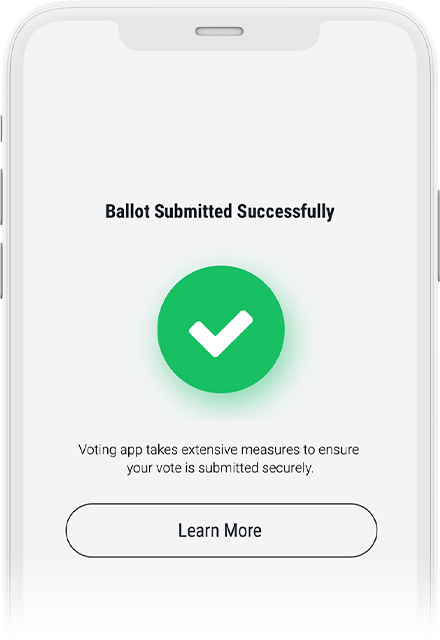 Ballot Submitted Successfully
Voting app takes extensive measures to ensure
your vote is submitted securely.
Learn More